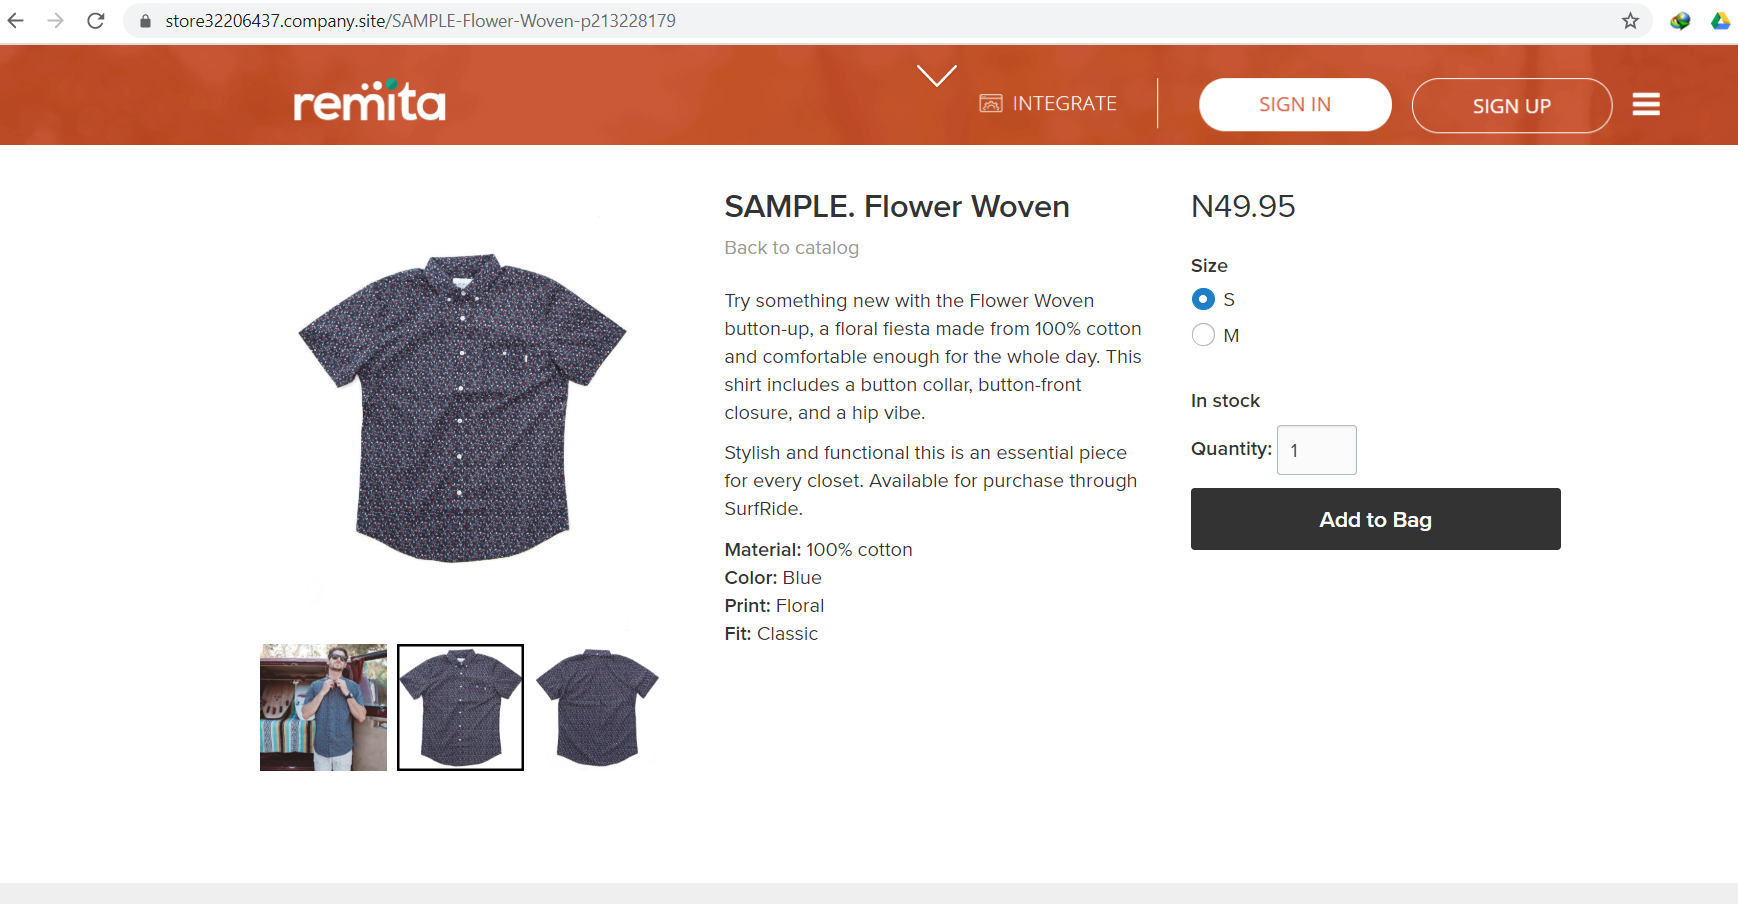 store32206437.company.site/SAMPLE-Flower-Woven-p213228179
remita
INTEGRATE
SIGN IN
SIGN UP
SAMPLE. Flower Woven
Back to catalog
Try something new with the Flower Woven
button-up, a floral fiesta made from 100% cotton
and comfortable enough for the whole day. This
shirt includes a button collar, button-front
closure, and a hip vibe.
Stylish and functional this is an essential piece
for every closet. Available for purchase through
SurfRide.
Material: 100% cotton
Color: Blue
Print: Floral
Fit: Classic
N49.95
Size
S
M
In stock
Quantity: 1
Add to Bag